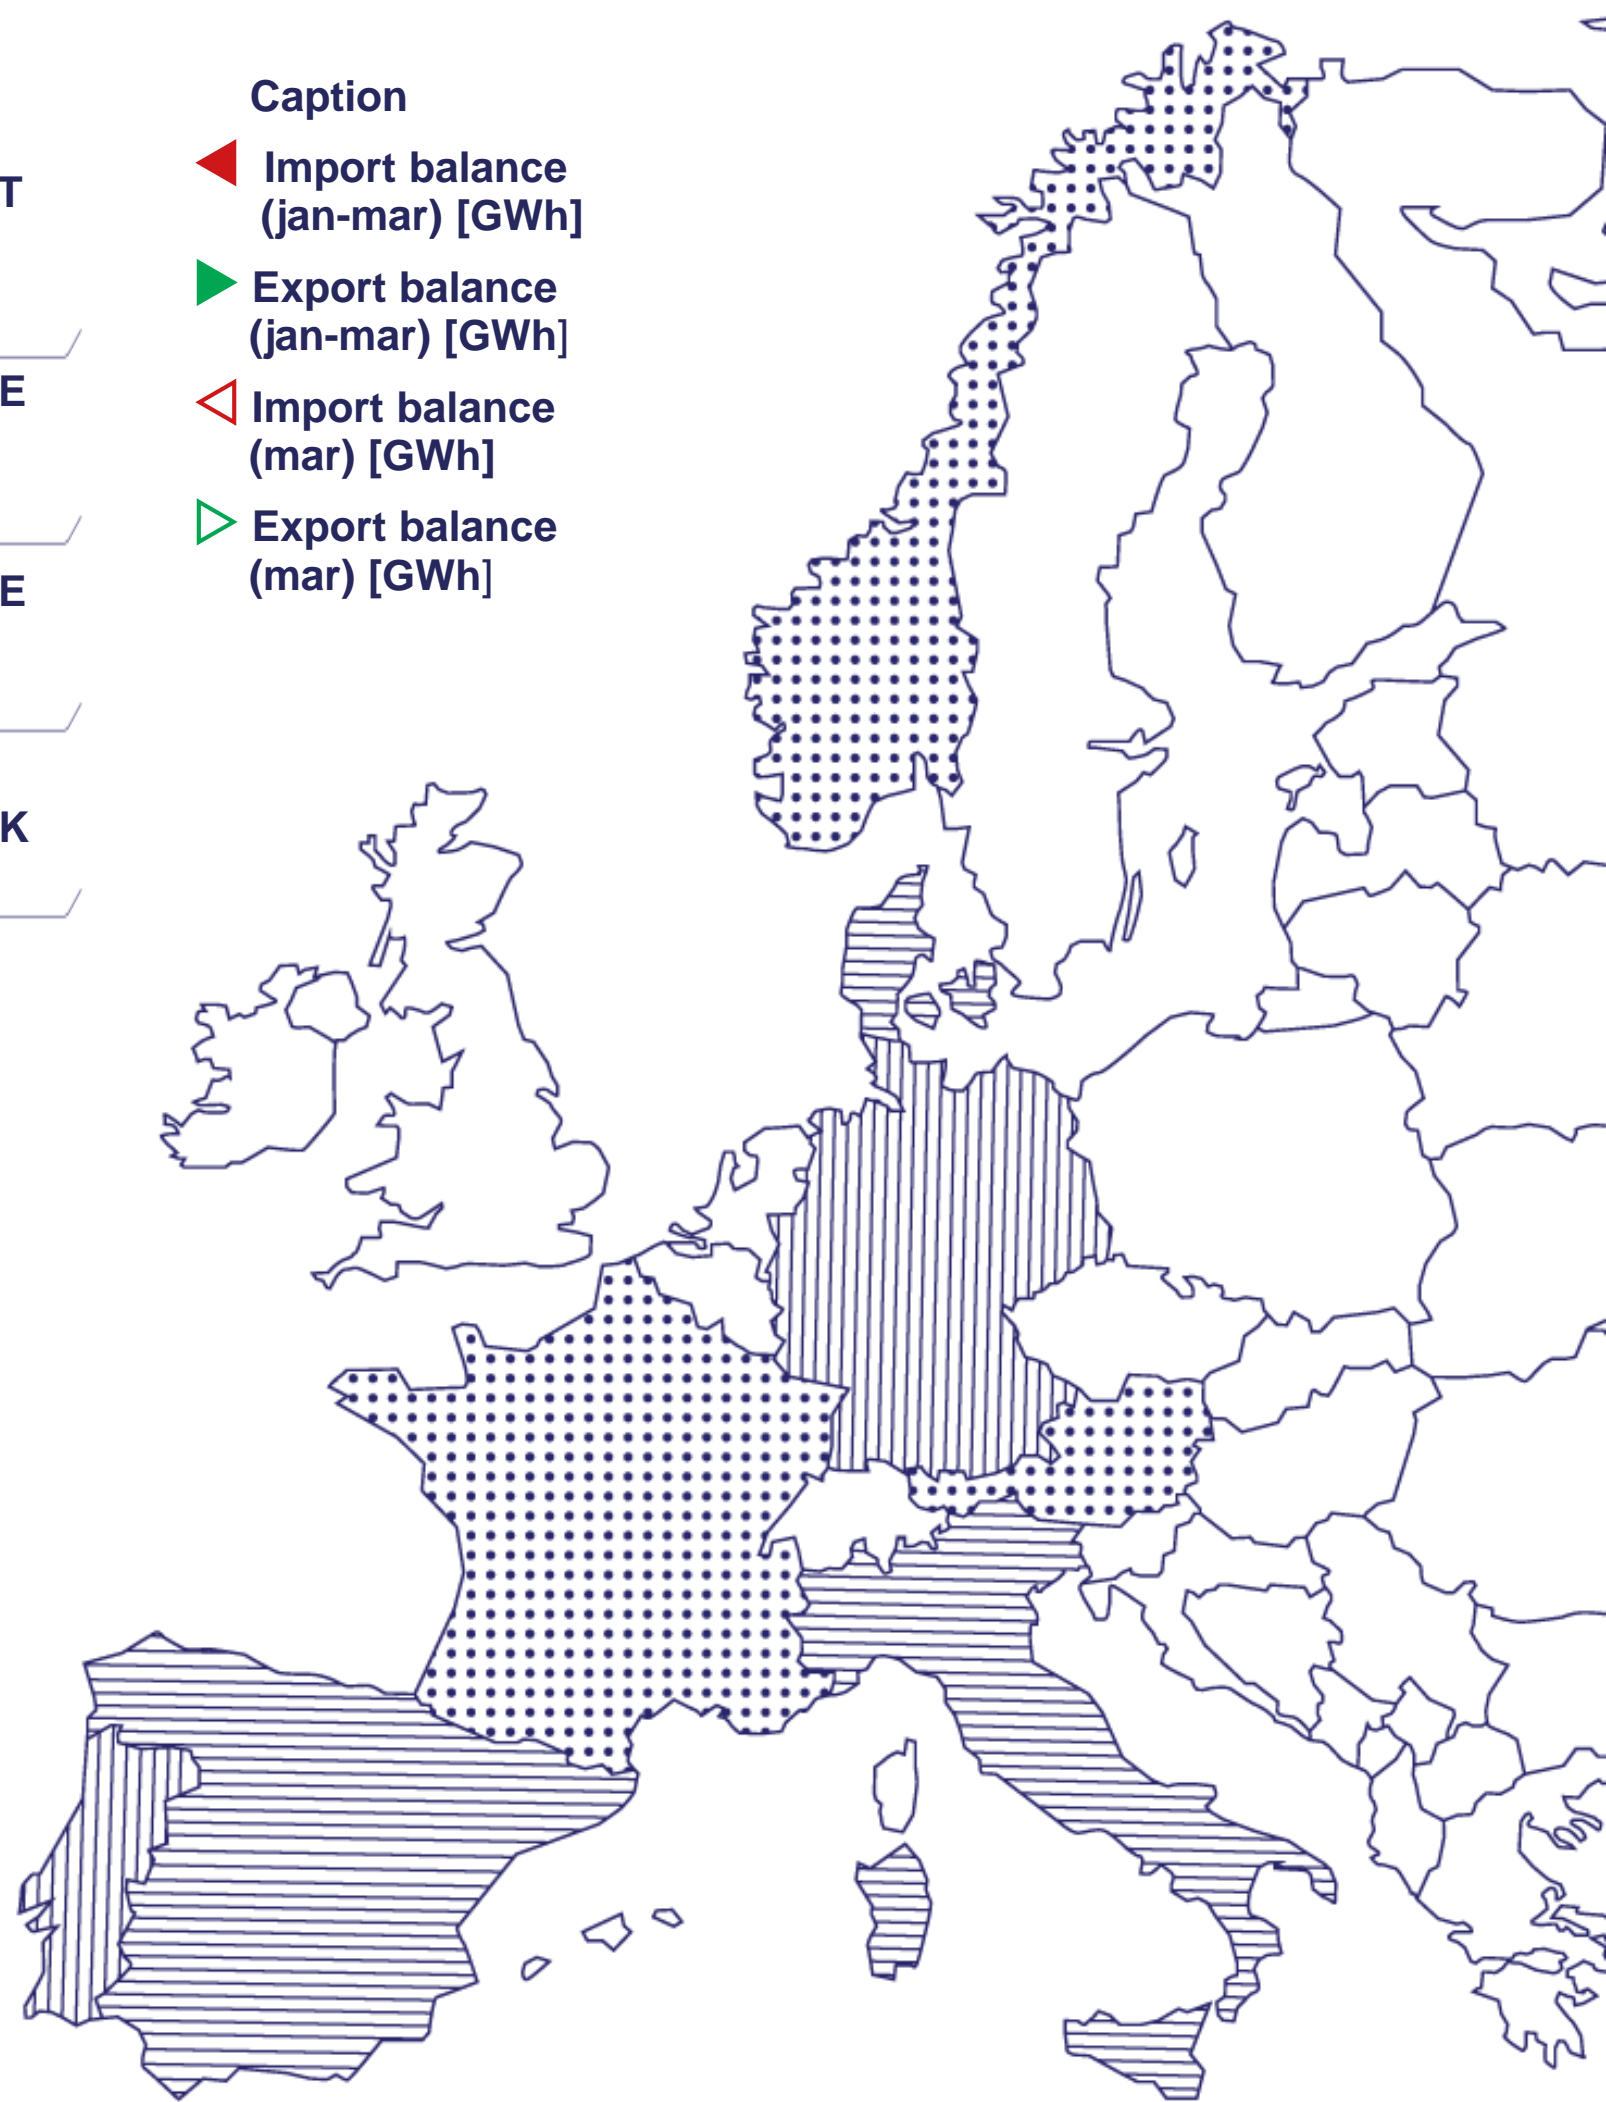 Caption
Import balance
(jan-mar) [GWh]
Export balance
(jan-mar) [GWh]
Import balance
(mar) [GWh]
Export balance
(mar) [GWh]
T
E
E
K